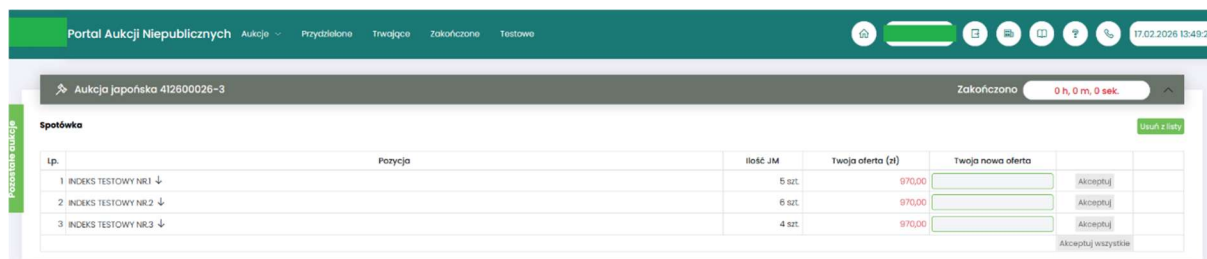 Portal Aukcji Niepublicznych Aukcje Przydzielone Trwające Zakończone Testowe ? 17.02.2026 13:49:2
Aukcja japońska 412600026-3 Zakończono 0 h, 0 m, 0 sek.
Pozostałe aukcje
Spotówka Usuń z listy
Lp. Pozycja Ilość JM Twoja oferta (zł) Twoja nowa oferta
1 INDEKS TESTOWY NR.1 5 szt. 970,00 Akceptuj
2 INDEKS TESTOWY NR.2 6 szt. 970,00 Akceptuj
3 INDEKS TESTOWY NR.3 4 szt. 970,00 Akceptuj
Akceptuj wszystkie